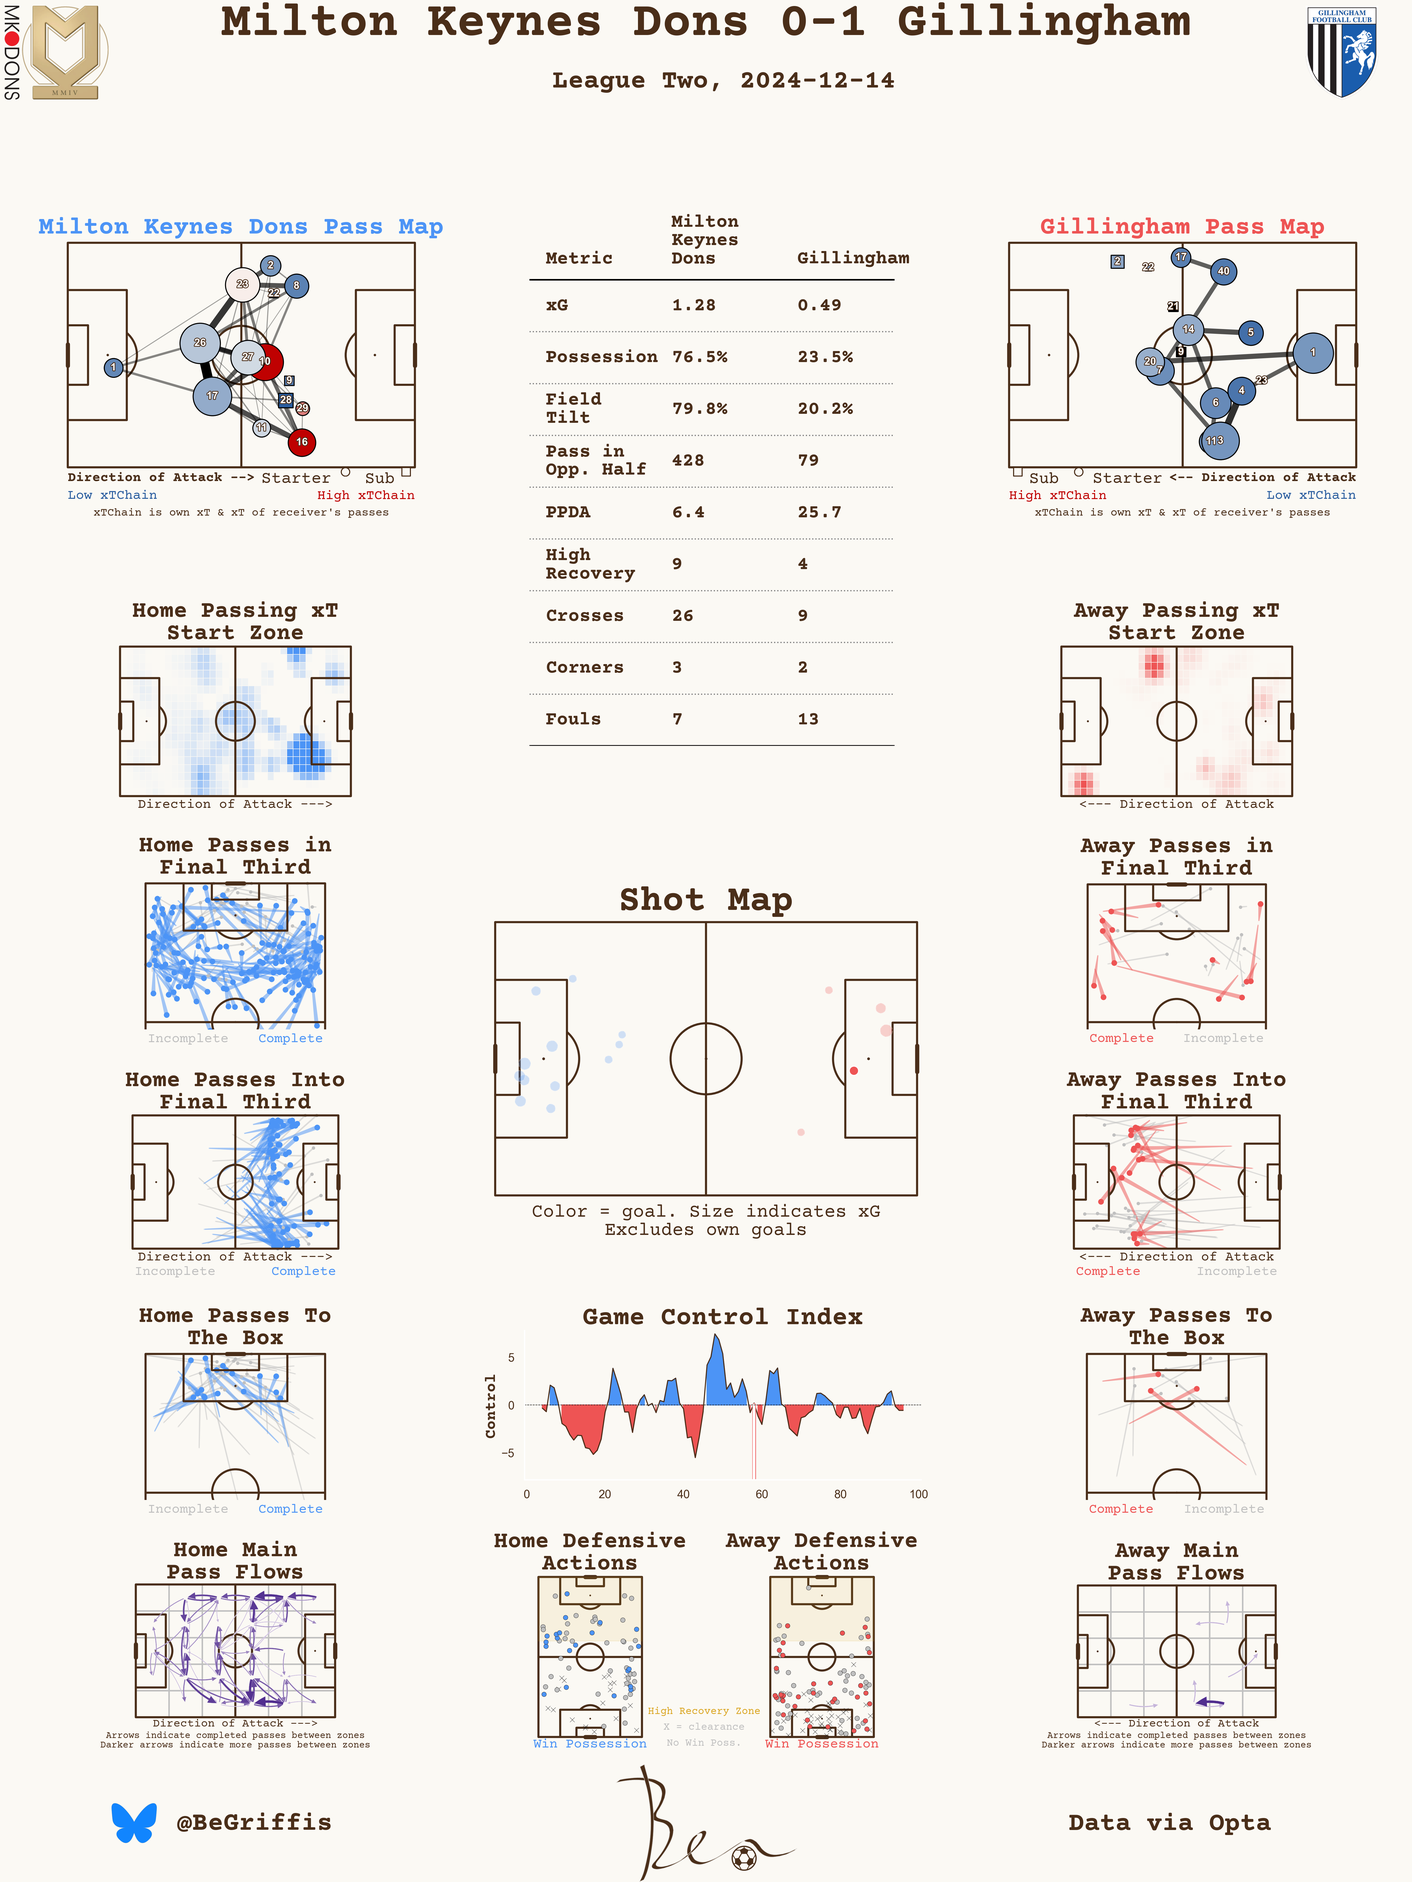 Milton Keynes Dons 0-1 Gillingham
League Two, 2024-12-14
MK DONS
MMIV
GILLINGHAM
FOOTBALL CLUB
Milton Keynes Dons Pass Map
2
23
8
22
26
27
10
1
9
17
28
29
11
16
Direction of Attack --> Starter Sub
Low xTChain High xTChain
xTChain is own xT & xT of receiver's passes
Metric Milton Keynes Dons Gillingham
xG 1.28 0.49
Possession 76.5% 23.5%
Field Tilt 79.8% 20.2%
Pass in Opp. Half 428 79
PPDA 6.4 25.7
High Recovery 9 4
Crosses 26 9
Corners 3 2
Fouls 7 13
Gillingham Pass Map
2
22
17
40
21
14
5
9
20
7
1
23
4
6
113
Sub Starter <-- Direction of Attack
High xTChain Low xTChain
xTChain is own xT & xT of receiver's passes
Home Passing xT
Start Zone
Direction of Attack --->
Away Passing xT
Start Zone
<--- Direction of Attack
Home Passes in
Final Third
Incomplete Complete
Away Passes in
Final Third
Complete Incomplete
Shot Map
Color = goal. Size indicates xG
Excludes own goals
Home Passes Into
Final Third
Direction of Attack --->
Incomplete Complete
Away Passes Into
Final Third
<--- Direction of Attack
Complete Incomplete
Home Passes To
The Box
Incomplete Complete
Game Control Index
Control
5
0
−5
0 20 40 60 80 100
Away Passes To
The Box
Complete Incomplete
Home Main
Pass Flows
Direction of Attack --->
Arrows indicate completed passes between zones
Darker arrows indicate more passes between zones
Home Defensive
Actions
Win Possession
Away Defensive
Actions
Win Possession
High Recovery Zone
X = clearance
No Win Poss.
Away Main
Pass Flows
<--- Direction of Attack
Arrows indicate completed passes between zones
Darker arrows indicate more passes between zones
@BeGriffis
Data via Opta